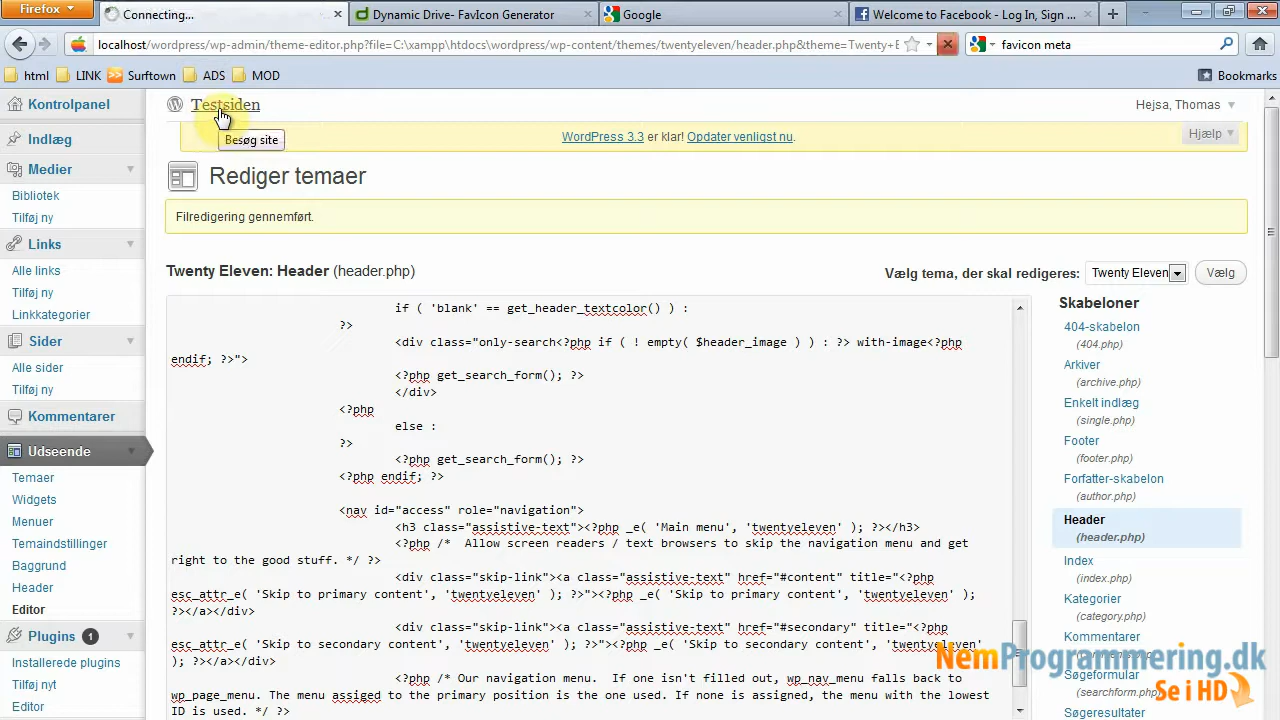 Firefox
Connecting...
Dynamic Drive- FavIcon Generator
Google
Welcome to Facebook - Log In, Sign ...
localhost/wordpress/wp-admin/theme-editor.php?file=C:\xampp\htdocs\wordpress/wp-content/themes/twentyeleven/header.php&theme=Twenty+E
favicon meta
html
LINK
Surftown
ADS
MOD
Bookmarks
Kontrolpanel
Indlæg
Medier
Bibliotek
Tilføj ny
Links
Alle links
Tilføj ny
Linkkategorier
Sider
Alle sider
Tilføj ny
Kommentarer
Udseende
Temaer
Widgets
Menuer
Temaindstillinger
Baggrund
Header
Editor
Plugins 1
Installerede plugins
Tilføj nyt
Editor
Testsiden
Hejsa, Thomas
Besøg site
WordPress 3.3 er klar! Opdater venligst nu.
Hjælp
Rediger temaer
Filredigering gennemført.
Twenty Eleven: Header (header.php)
Vælg tema, der skal redigeres:
Twenty Eleven
Vælg
if ( 'blank' == get_header_textcolor() ) :
?>
<div class="only-search<?php if ( ! empty( $header_image ) ) : ?> with-image<?php
endif; ?>">
<?php get_search_form(); ?>
</div>
<?php
else :
?>
<?php get_search_form(); ?>
<?php endif; ?>
<nav id="access" role="navigation">
<h3 class="assistive-text"><?php _e( 'Main menu', 'twentyeleven' ); ?></h3>
<?php /*  Allow screen readers / text browsers to skip the navigation menu and get
right to the good stuff. */ ?>
<div class="skip-link"><a class="assistive-text" href="#content" title="<?php
esc_attr_e( 'Skip to primary content', 'twentyeleven' ); ?>"><?php _e( 'Skip to primary content', 'twentyeleven' );
?></a></div>
<div class="skip-link"><a class="assistive-text" href="#secondary" title="<?php
esc_attr_e( 'Skip to secondary content', 'twentyeleven' ); ?>"><?php _e( 'Skip to secondary content', 'twentyeleven'
); ?></a></div>
<?php /* Our navigation menu.  If one isn't filled out, wp_nav_menu falls back to
wp_page_menu. The menu assiged to the primary position is the one used. If none is assigned, the menu with the lowest
ID is used. */ ?>
Skabeloner
404-skabelon
(404.php)
Arkiver
(archive.php)
Enkelt indlæg
(single.php)
Footer
(footer.php)
Forfatter-skabelon
(author.php)
Header
(header.php)
Index
(index.php)
Kategorier
(category.php)
Kommentarer
Søgeformular
(searchform.php)
Søgeresultater
NemProgrammering.dk
Se i HD